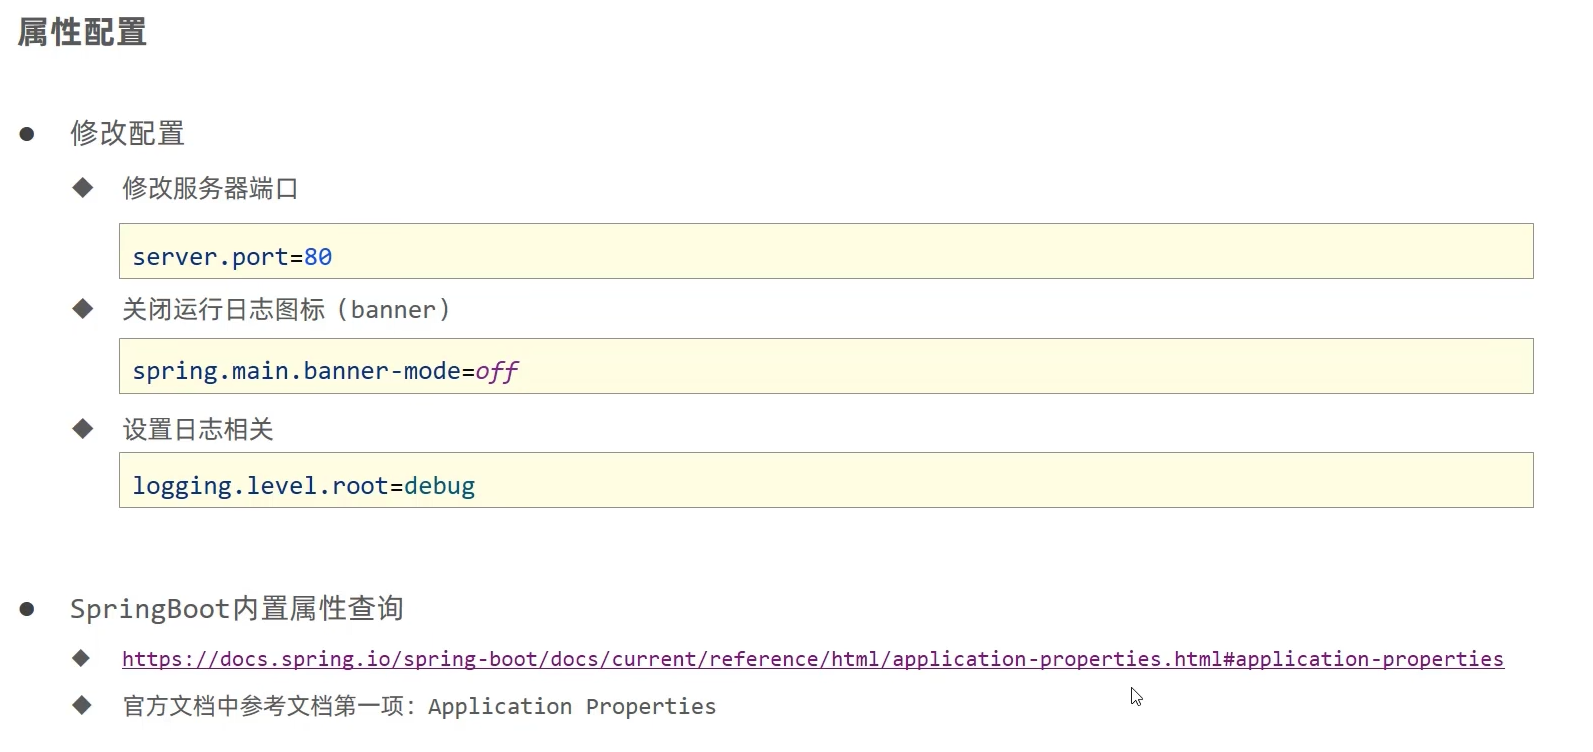 属性配置
修改配置
修改服务器端口
server.port=80
关闭运行日志图标（banner）
spring.main.banner-mode=off
设置日志相关
logging.level.root=debug
SpringBoot内置属性查询
https://docs.spring.io/spring-boot/docs/current/reference/html/application-properties.html#application-properties
官方文档中参考文档第一项：Application Properties